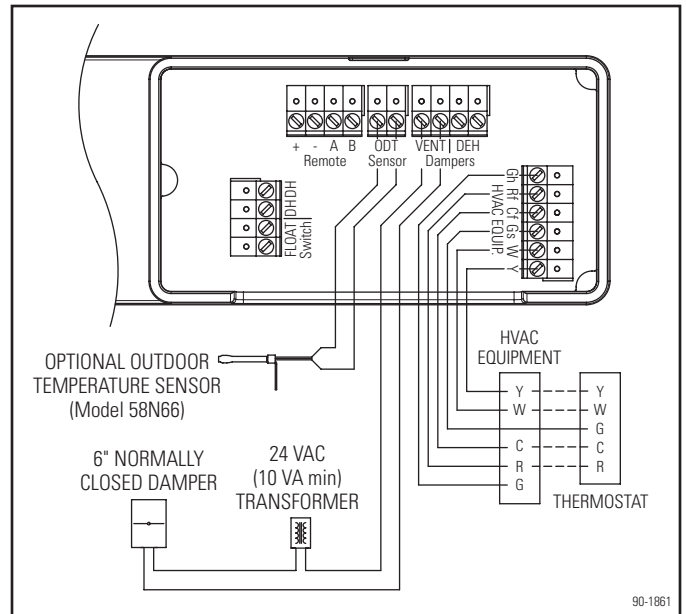 + - A B
Remote
ODT
Sensor
VENT | DEH
Dampers
DH DH
FLOAT
Switch
Gh Rf Cf Gs W Y
HVAC EQUIP.
OPTIONAL OUTDOOR
TEMPERATURE SENSOR
(Model 58N66)
6" NORMALLY
CLOSED DAMPER
24 VAC
(10 VA min)
TRANSFORMER
HVAC
EQUIPMENT
Y Y
W W
G
C C
R R
G
THERMOSTAT
90-1861